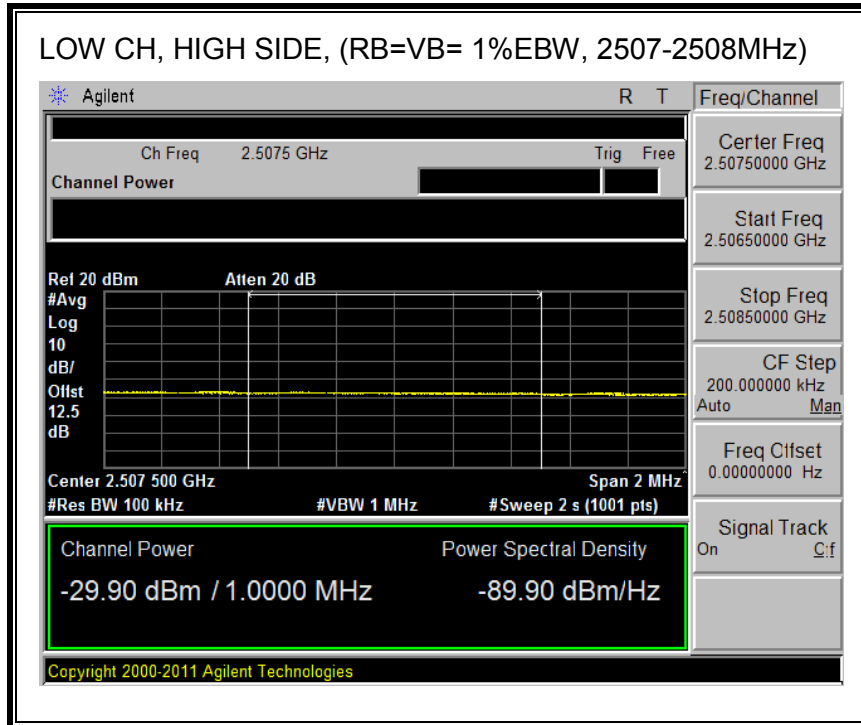 LOW CH, HIGH SIDE, (RB=VB= 1%EBW, 2507-2508MHz)
Agilent R T Freq/Channel
Ch Freq 2.5075 GHz Trig Free
Channel Power
Center Freq
2.50750000 GHz
Start Freq
2.50650000 GHz
Stop Freq
2.50850000 GHz
CF Step
200.000000 kHz
Auto Man
Freq Offset
0.00000000 Hz
Signal Track
On Off
Ref 20 dBm Atten 20 dB
#Avg
Log
10
dB/
Offst
12.5
dB
Center 2.507 500 GHz Span 2 MHz^
#Res BW 100 kHz #VBW 1 MHz #Sweep 2 s (1001 pts)
Channel Power Power Spectral Density
-29.90 dBm / 1.0000 MHz -89.90 dBm/Hz
Copyright 2000-2011 Agilent Technologies